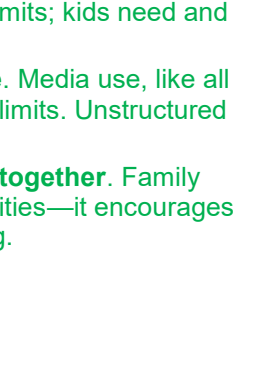 mits; kids need and
. Media use, like all
limits. Unstructured
together. Family
ities—it encourages
g.